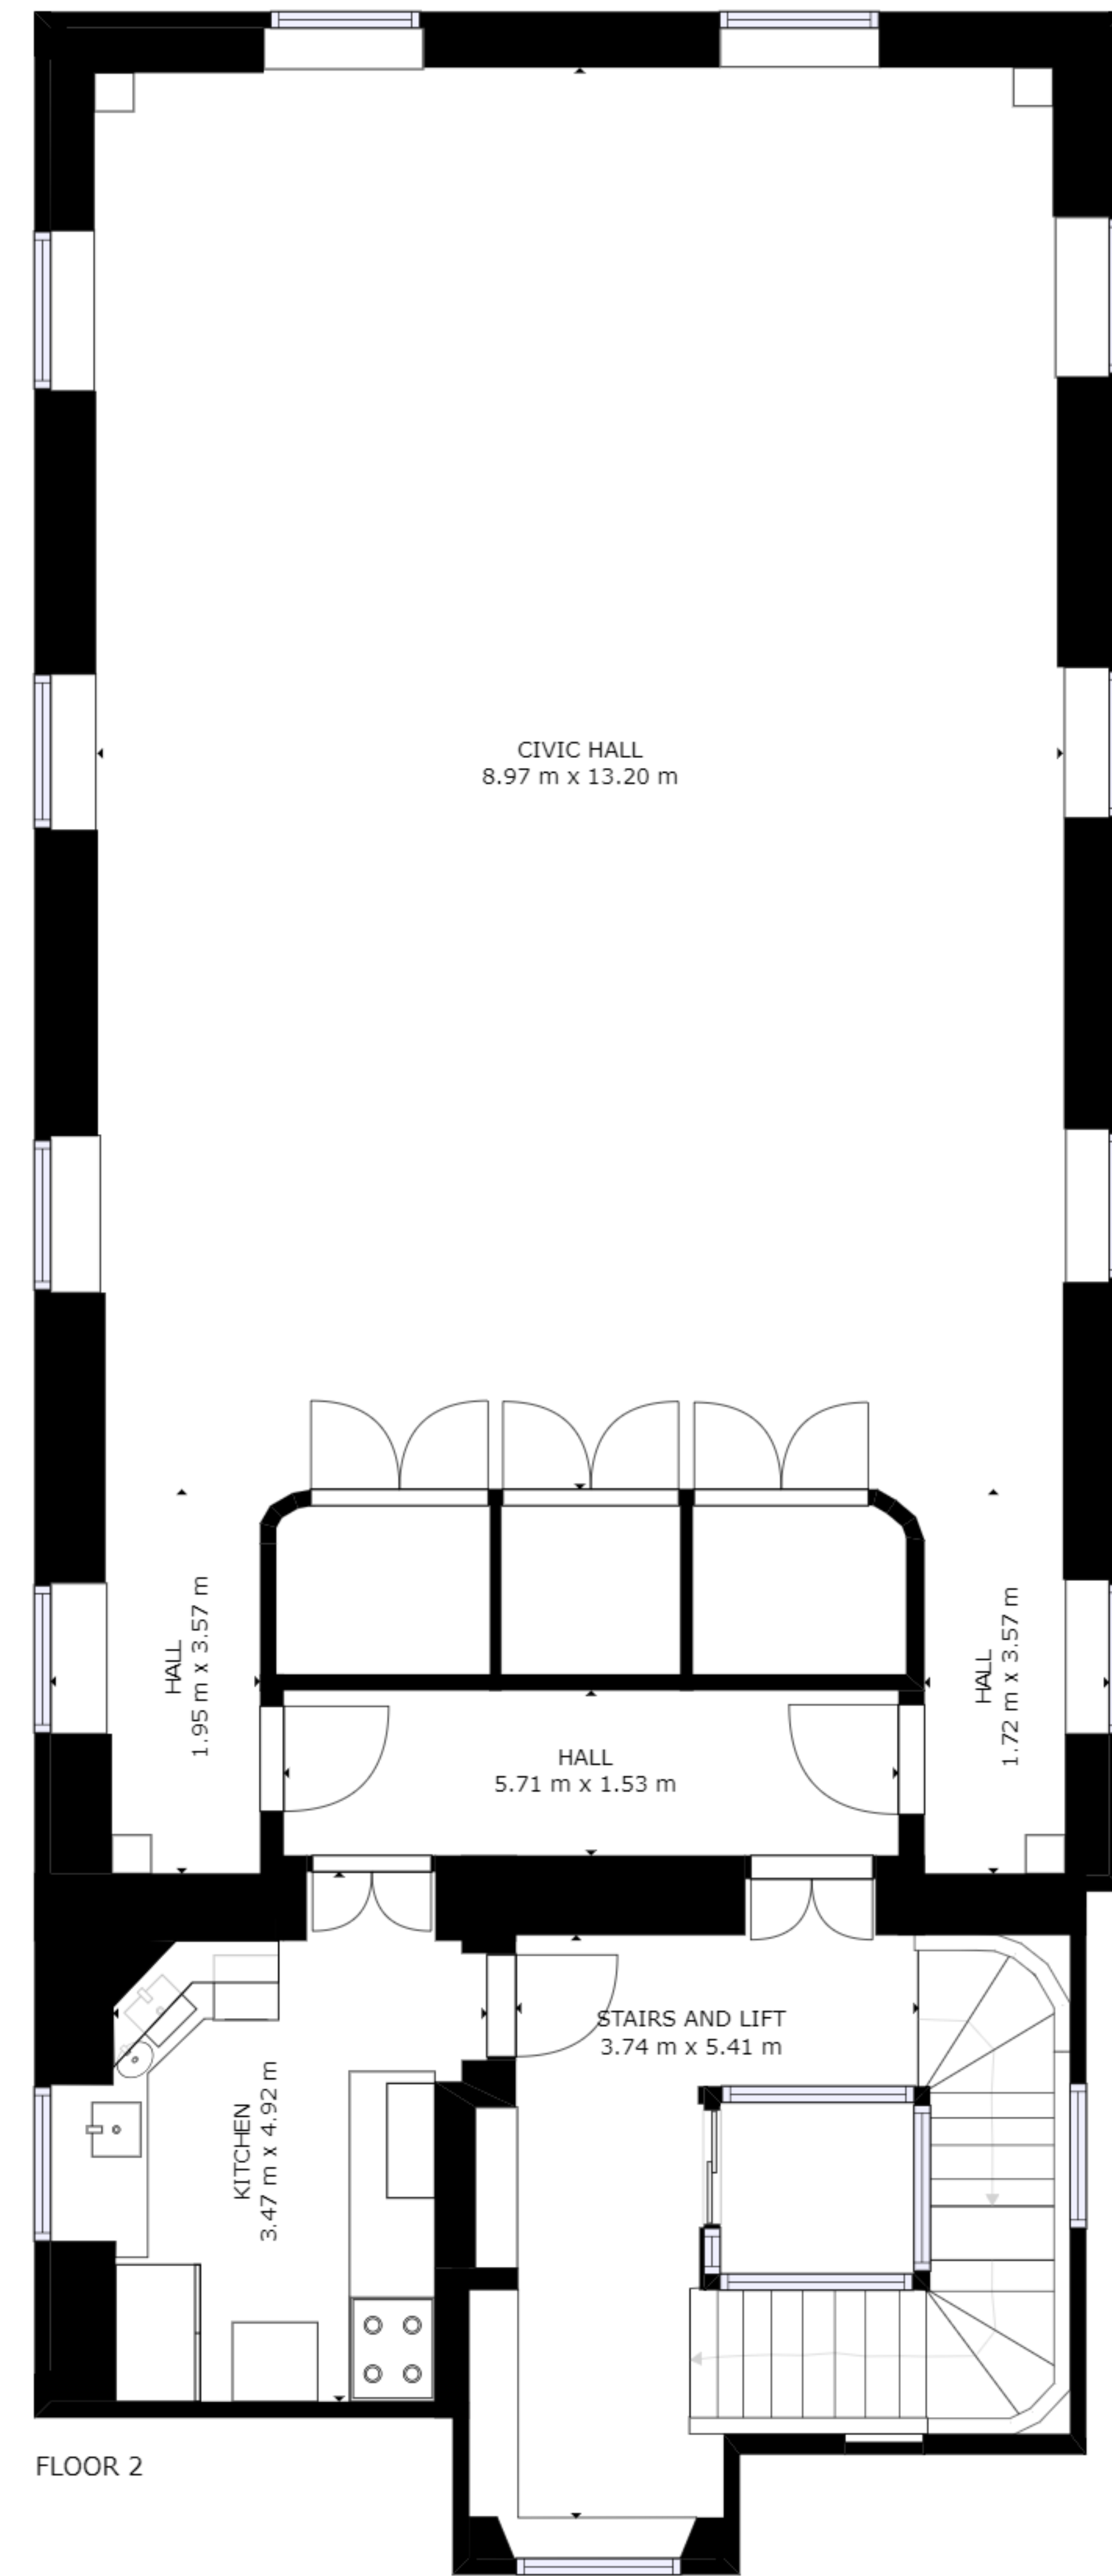 CIVIC HALL
8.97 m x 13.20 m
HALL
1.95 m x 3.57 m
HALL
1.72 m x 3.57 m
HALL
5.71 m x 1.53 m
STAIRS AND LIFT
3.74 m x 5.41 m
KITCHEN
3.47 m x 4.92 m
FLOOR 2